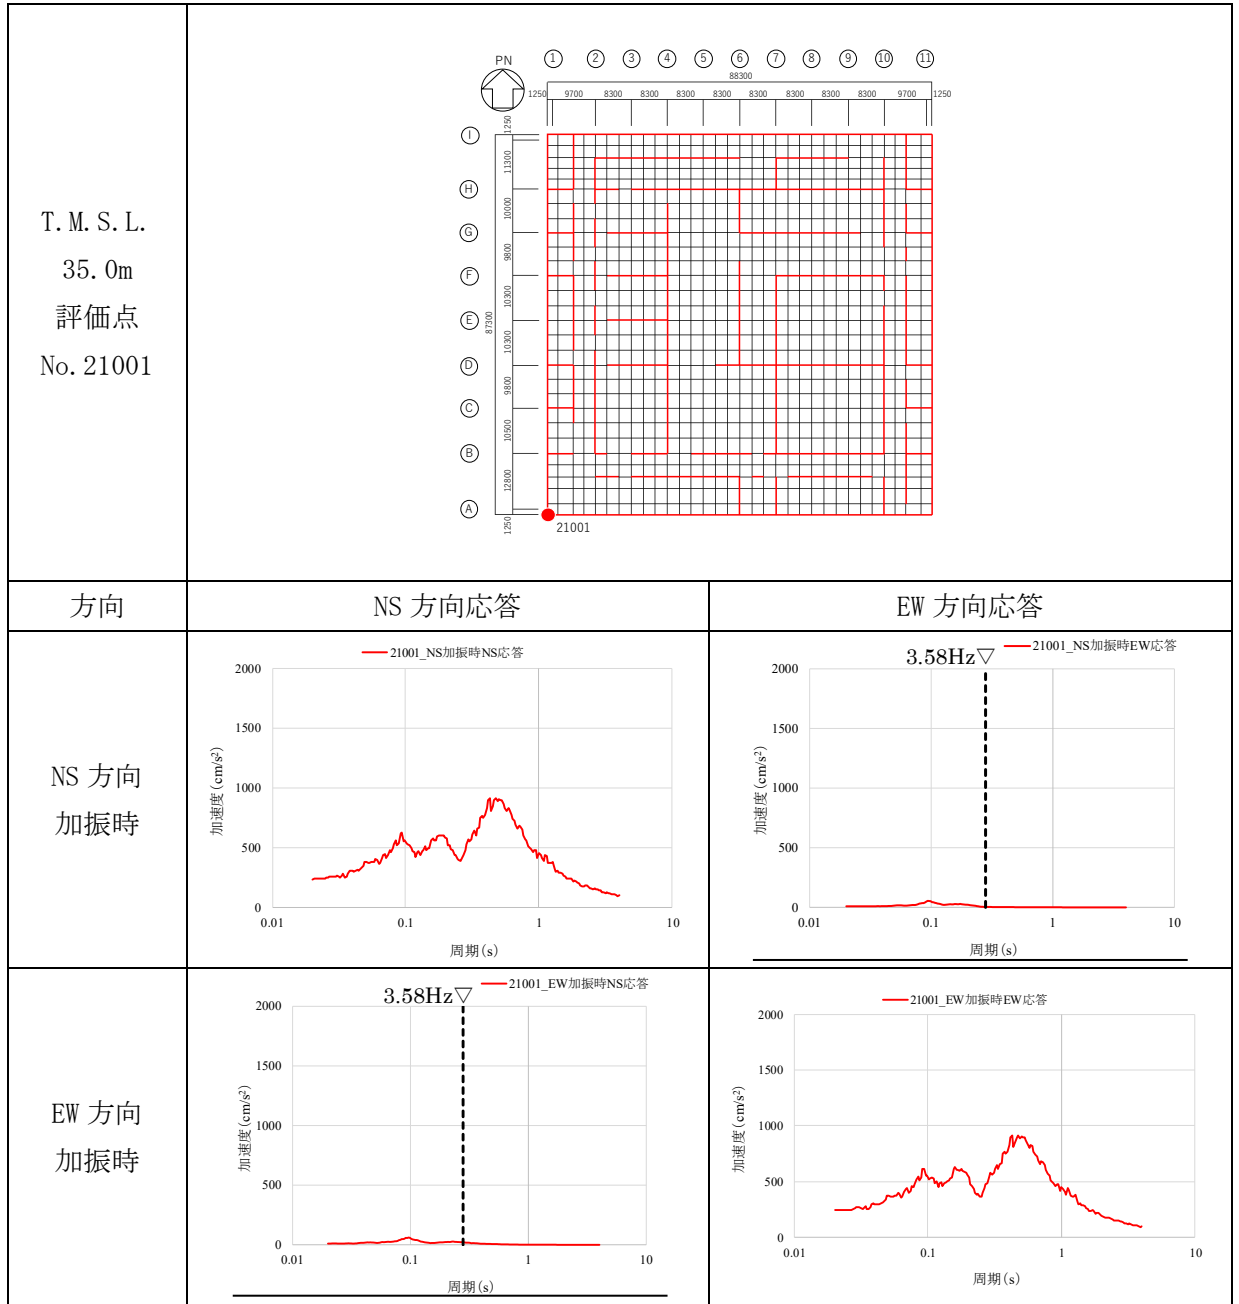 T.M.S.L.
35.0m
評価点
No.21001
PN
1 2 3 4 5 6 7 8 9 10 11
88300
1250 9700 8300 8300 8300 8300 8300 8300 8300 8300 9700 1250
I
H
G
F
E
D
C
B
A
1250
11300
10000
9800
10300
10300
9800
10500
12800
1250
87300
21001
方向
NS 方向応答
EW 方向応答
NS 方向
加振時
21001_NS加振時NS応答
2000
1500
1000
500
0
0.01 0.1 1 10
加速度(cm/s²)
周期(s)
3.58Hz▽
21001_NS加振時EW応答
2000
1500
1000
500
0
0.01 0.1 1 10
加速度(cm/s²)
周期(s)
EW 方向
加振時
3.58Hz▽
21001_EW加振時NS応答
2000
1500
1000
500
0
0.01 0.1 1 10
加速度(cm/s²)
周期(s)
21001_EW加振時EW応答
2000
1500
1000
500
0
0.01 0.1 1 10
加速度(cm/s²)
周期(s)